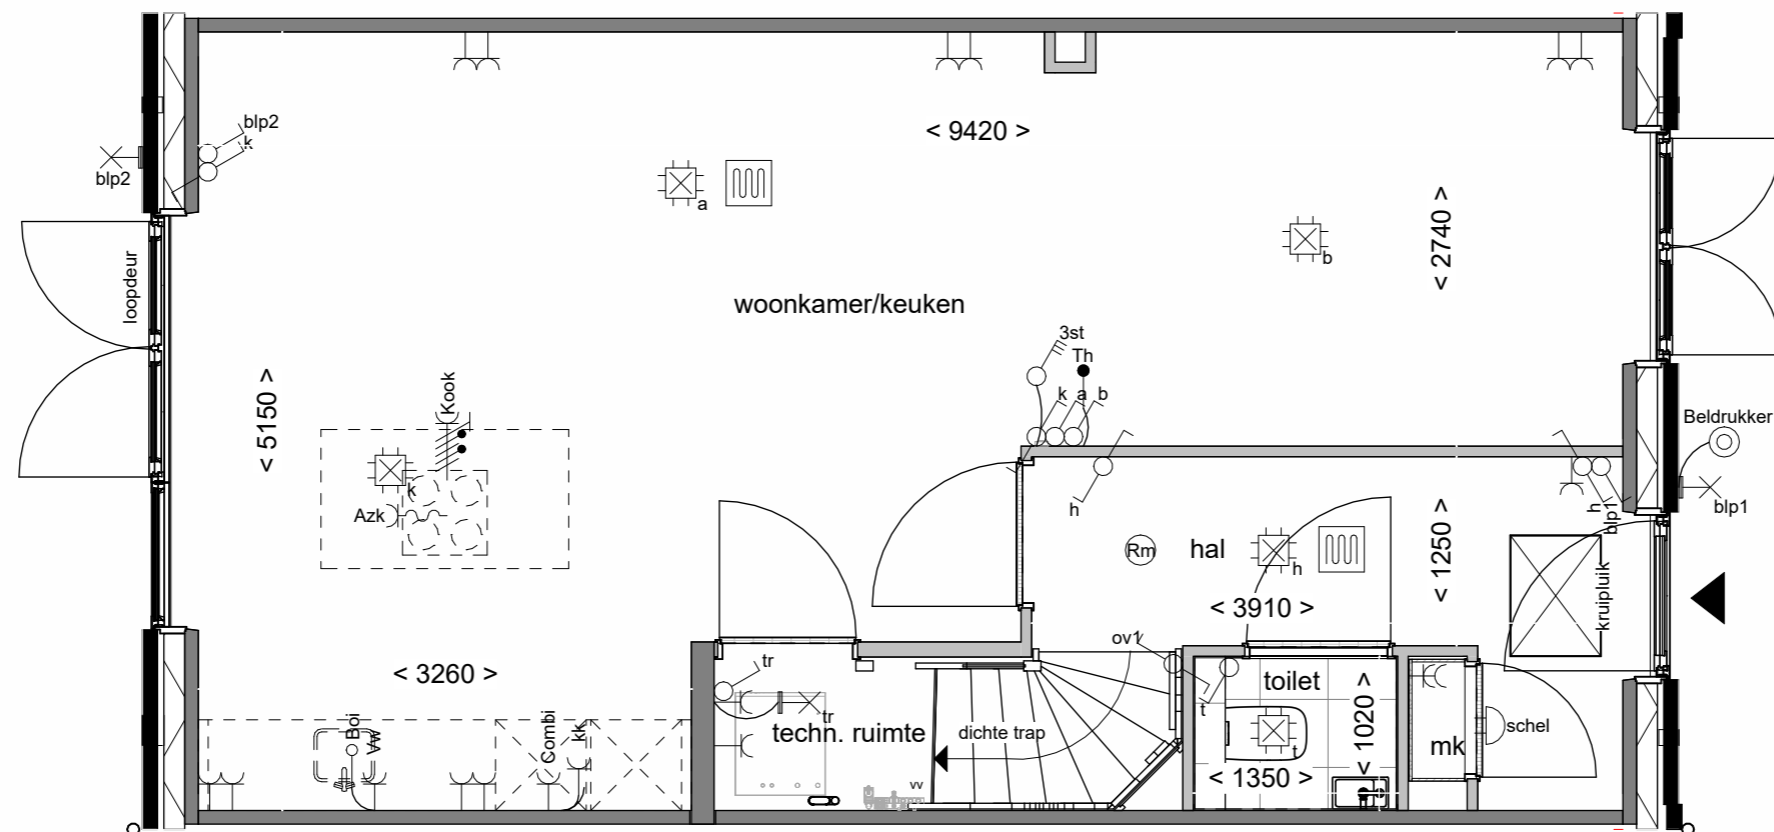 blp2
k
blp2
< 9420 >
a
b
< 2740 >
loopdeur
woonkamer/keuken
3st
Th
k a b
Kook
< 5150 >
Beldrukker
k
Azk
h
h
blp1
blp1
Rm
hal
h
< 1250 >
< 3910 >
kruipluik
ov1
tr
< 3260 >
toilet
t
tr
techn. ruimte
dichte trap
t
< 1020 >
schel
mk
Boi
VW
Combi
kk
vv
< 1350 >